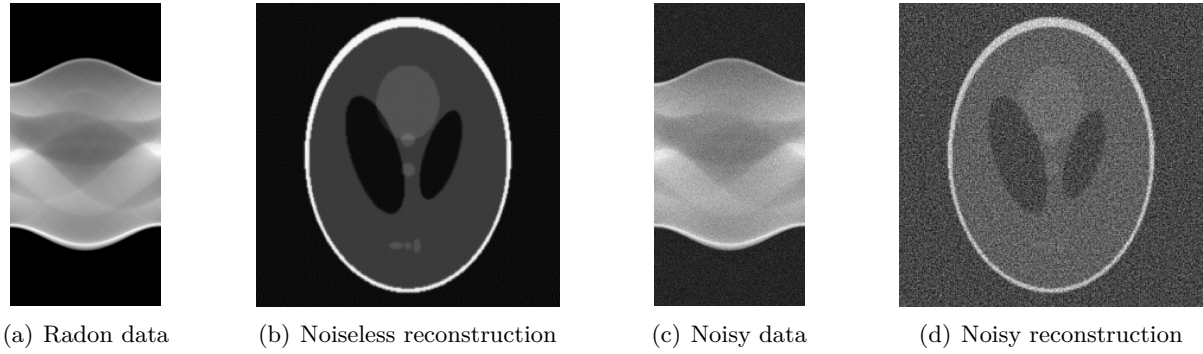 (a) Radon data
(b) Noiseless reconstruction
(c) Noisy data
(d) Noisy reconstruction